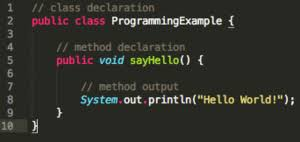 1 // class declaration
2 public class ProgrammingExample {
3
4     // method declaration
5     public void sayHello() {
6
7         // method output
8         System.out.println("Hello World!");
9     }
10 }